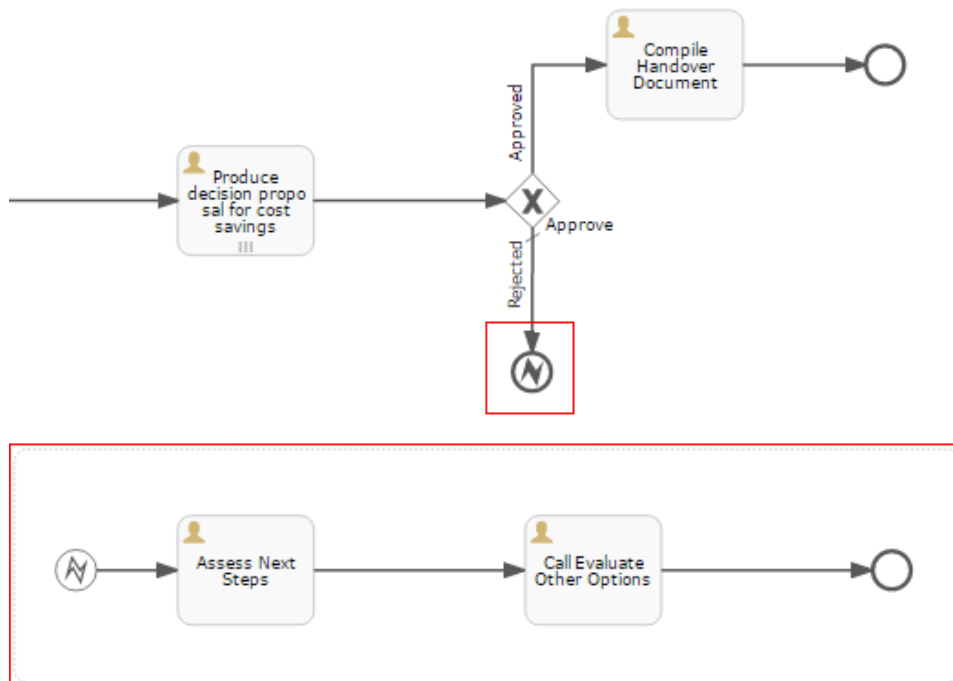 Compile
Handover
Document
Approved
Produce
decision propo
sal for cost
savings
Approve
Rejected
Assess Next
Steps
Call Evaluate
Other Options